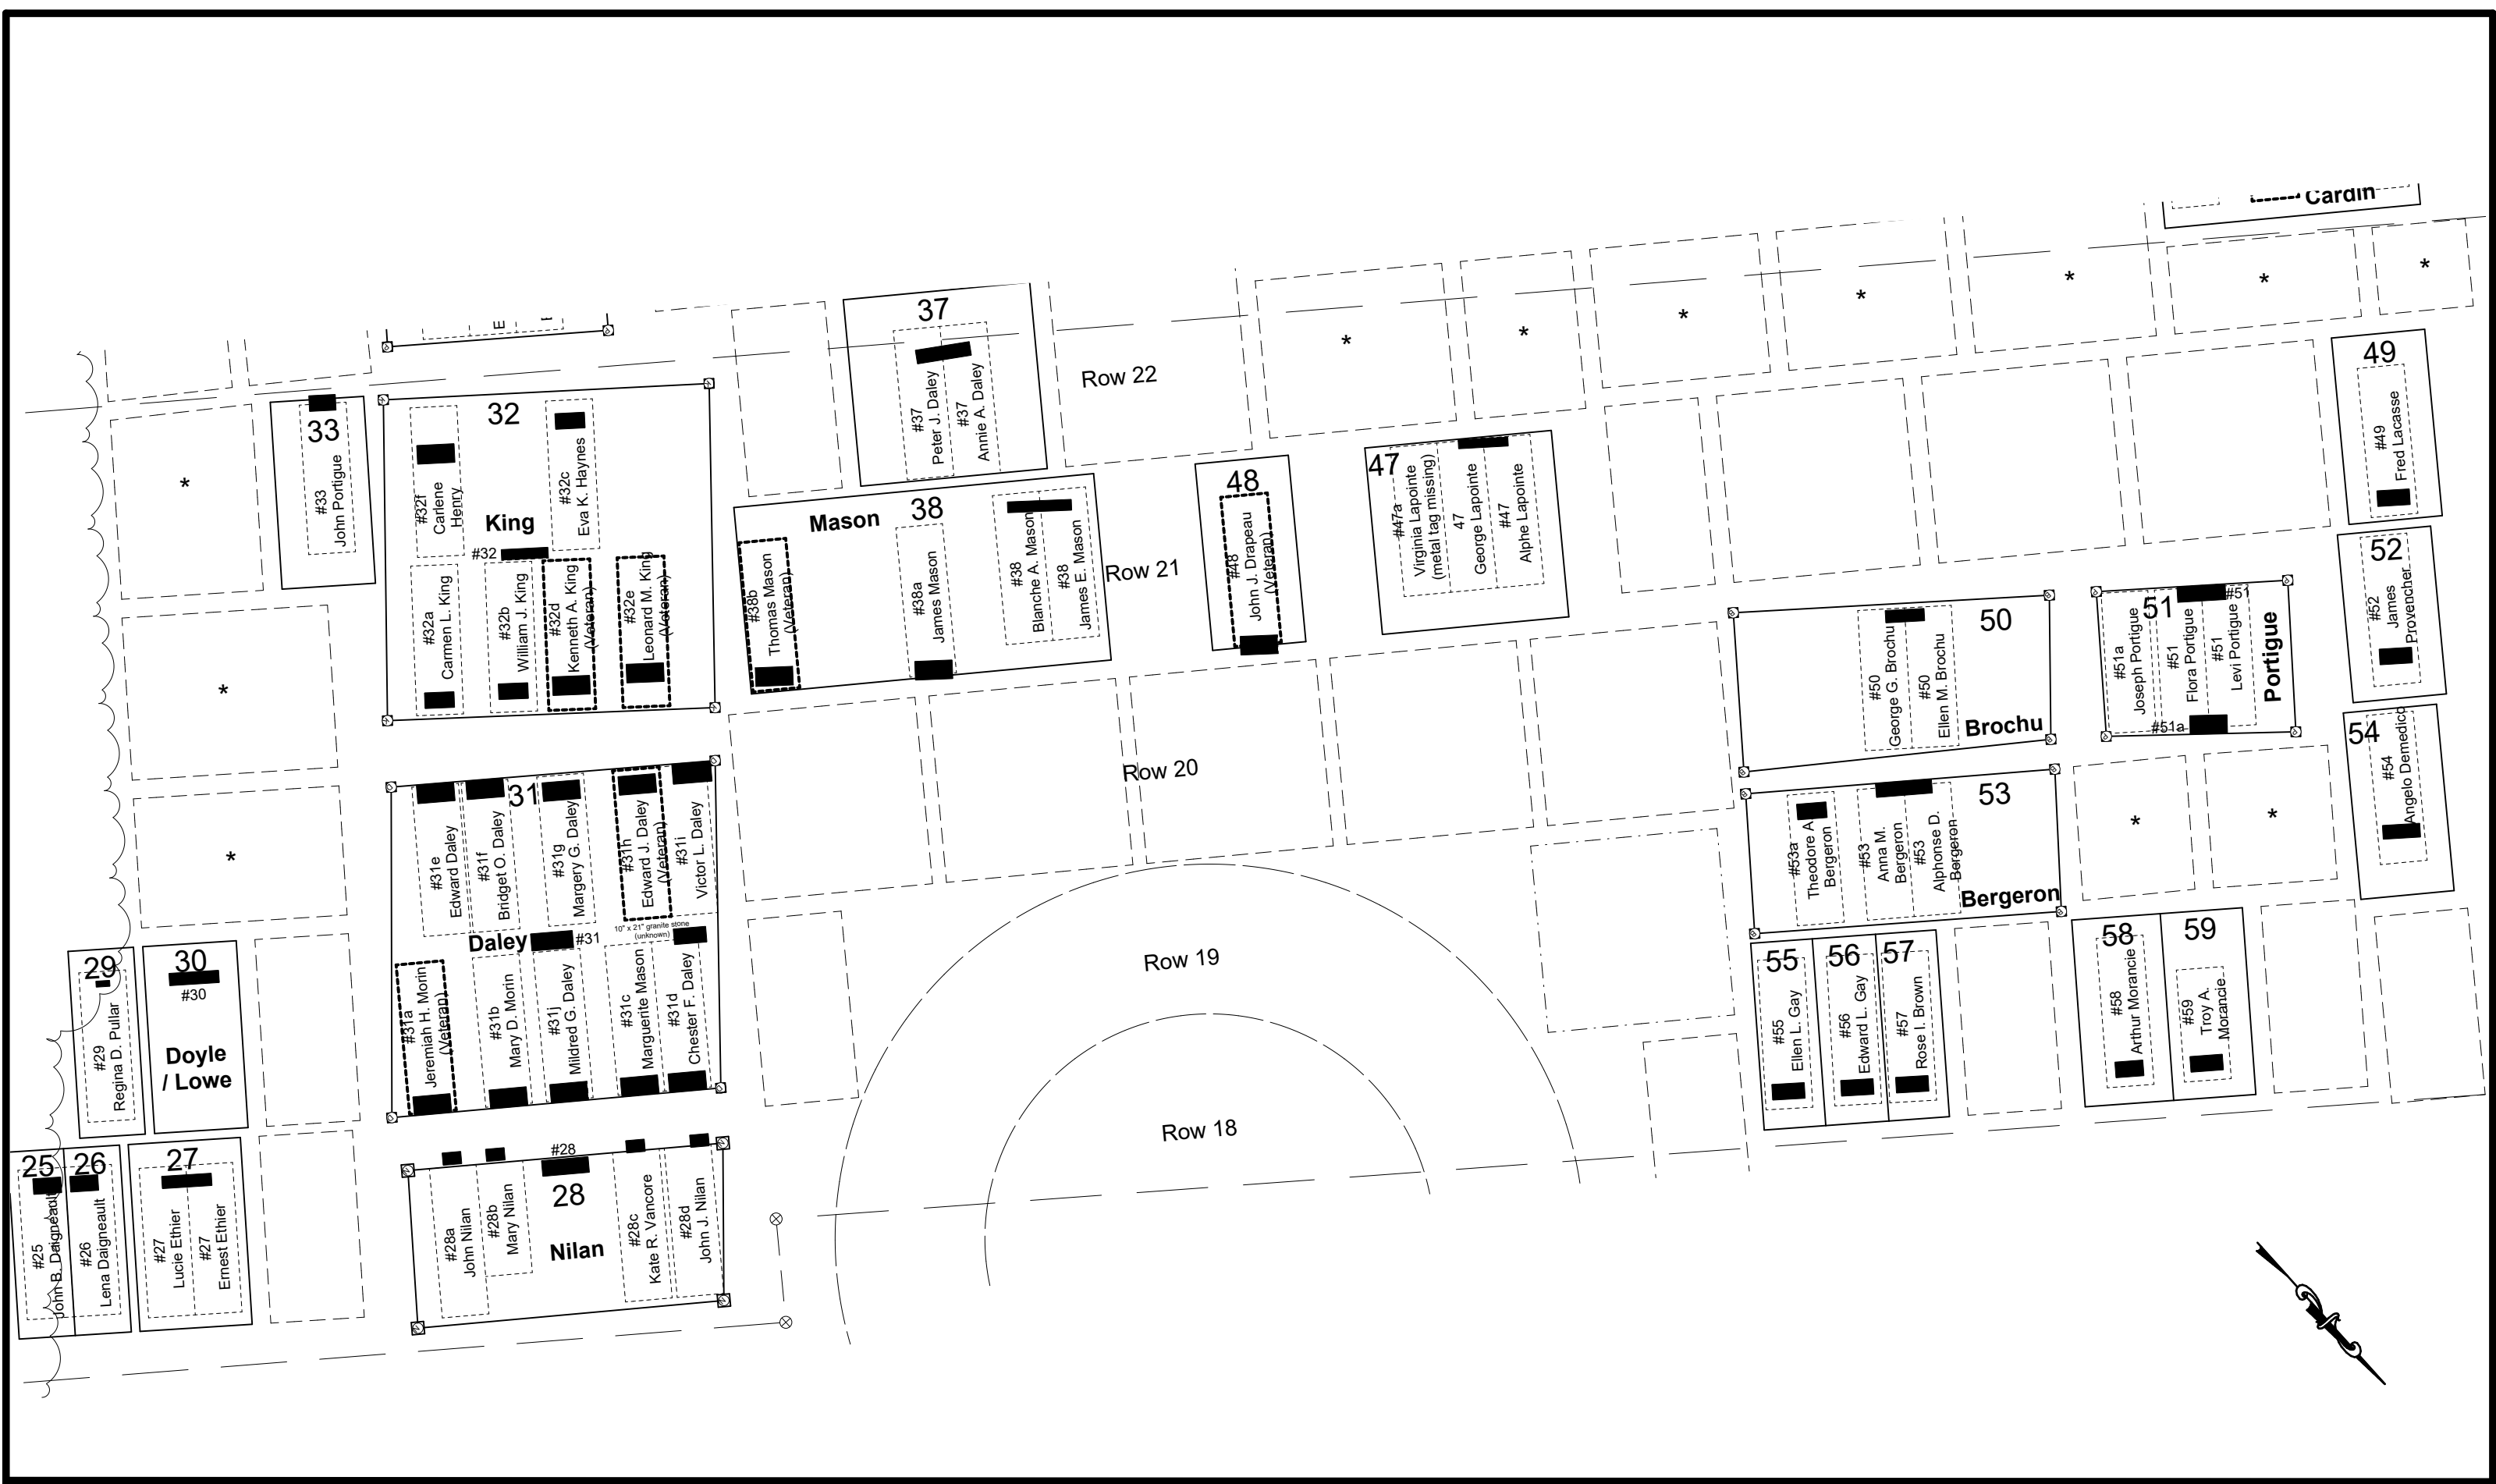 Cardin
37
#37
Peter J. Daley
#37
Annie A. Daley
Row 22
33
#33
John Portigue
32
#32f
Carlene
Henry
King
#32c
Eva K. Haynes
#32
#32a
Carmen L. King
#32b
William J. King
#32d
Kenneth A. King
(Veteran)
#32e
Leonard M. King
(Veteran)
Mason
38
#38b
Thomas Mason
(Veteran)
#38a
James Mason
#38
Blanche A. Mason
#38
James E. Mason
Row 21
48
#48
John J. Drapeau
(Veteran)
47
#47a
Virginia Lapointe
(metal tag missing)
47
George Lapointe
#47
Alphe Lapointe
49
#49
Fred Lacasse
52
#52
James
Provencher
50
#50
George G. Brochu
#50
Ellen M. Brochu
Brochu
51
#51
#51a
Joseph Portigue
#51
Flora Portigue
#51
Levi Portigue
Portigue
#51a
54
#54
Angelo Demedico
Row 20
31
#31e
Edward Daley
#31f
Bridget O. Daley
#31g
Margery G. Daley
#31h
Edward J. Daley
(Veteran)
#31i
Victor L. Daley
Daley
#31
10" x 21" granite stone
(unknown)
#31a
Jeremiah H. Morin
(Veteran)
#31b
Mary D. Morin
#31j
Mildred G. Daley
#31c
Marguerite Mason
#31d
Chester F. Daley
53
#53a
Theodore A.
Bergeron
#53
Anna M.
Bergeron
#53
Alphonse D.
Bergeron
Bergeron
29
#29
Regina D. Pullar
30
#30
Doyle
/ Lowe
Row 19
55
#55
Ellen L. Gay
56
#56
Edward L. Gay
57
#57
Rose I. Brown
58
#58
Arthur Morancie
59
#59
Troy A.
Morancie
Row 18
25
#25
John B. Daigneault
26
#26
Lena Daigneault
27
#27
Lucie Ethier
#27
Ernest Ethier
#28
28
#28a
John Nilan
#28b
Mary Nilan
Nilan
#28c
Kate R. Vancore
#28d
John J. Nilan